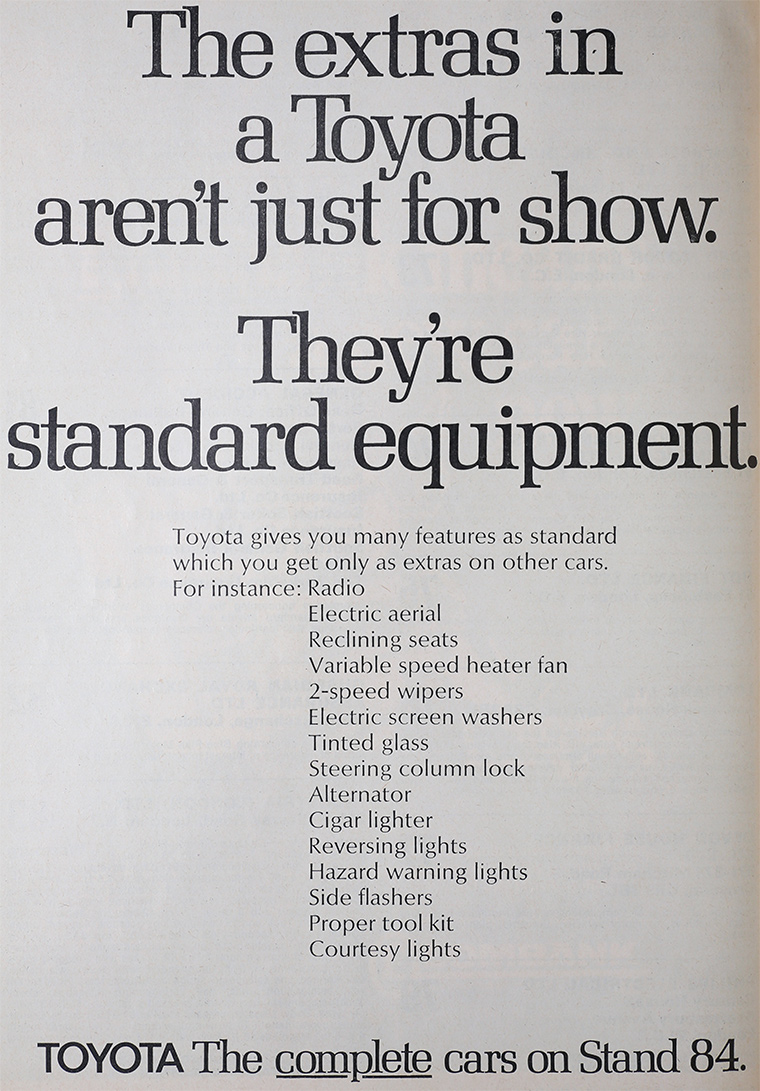 The extras in
a Toyota
aren't just for show.
They're
standard equipment.
Toyota gives you many features as standard
which you get only as extras on other cars.
For instance: Radio
Electric aerial
Reclining seats
Variable speed heater fan
2-speed wipers
Electric screen washers
Tinted glass
Steering column lock
Alternator
Cigar lighter
Reversing lights
Hazard warning lights
Side flashers
Proper tool kit
Courtesy lights
TOYOTA The complete cars on Stand 84.